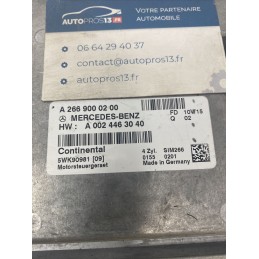 AUTOPROS13.FR
VOTRE PARTENAIRE
AUTOMOBILE
06 64 29 40 37
contact@autopros13.fr
autopros13.fr
A 266 900 02 00 FD 10W15
MERCEDES-BENZ Q 02
HW : A 002 446 30 40
Continental 4 Zyl. SIM266
5WK90981 [09] 0153 0201
Motorsteuergeraet Made in Germany